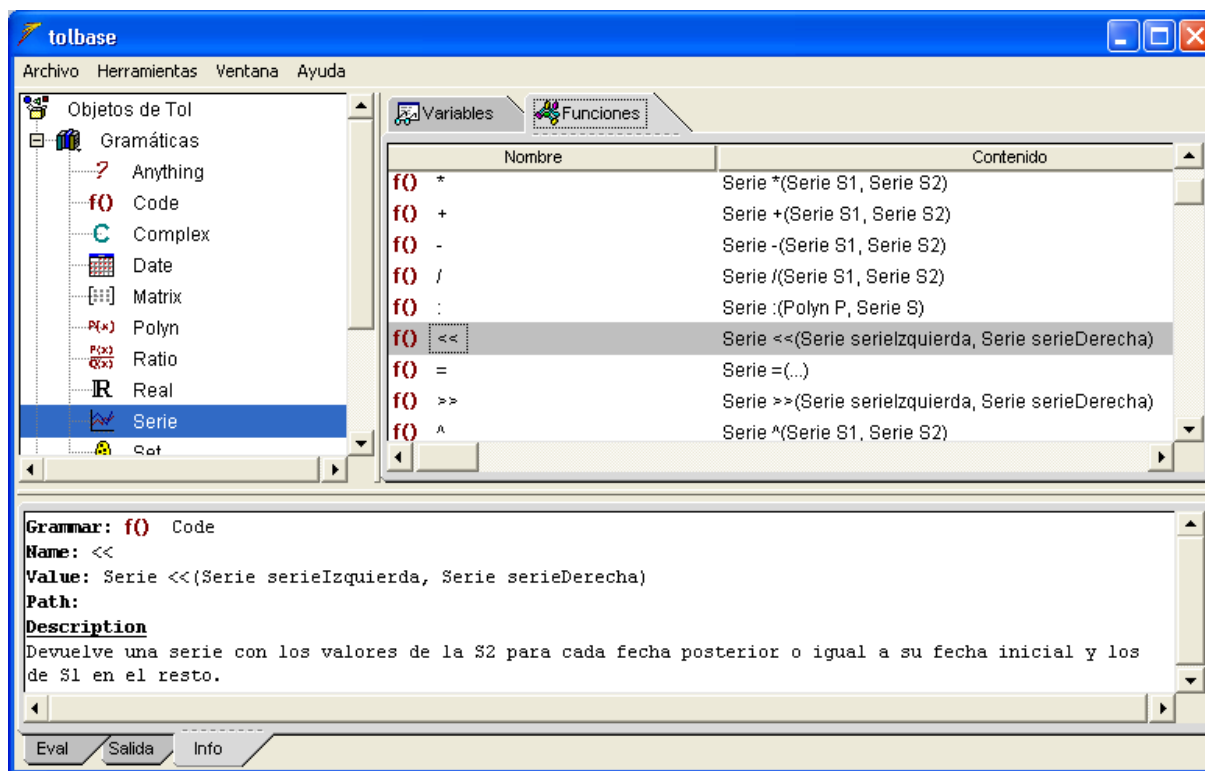 tolbase
Archivo Herramientas Ventana Ayuda
Objetos de Tol
Gramáticas
? Anything
f() Code
C Complex
Date
Matrix
P(x) Polyn
P(x) Q(x) Ratio
R Real
Serie
Set
Variables Funciones
Nombre Contenido
f() * Serie *(Serie S1, Serie S2)
f() + Serie +(Serie S1, Serie S2)
f() - Serie -(Serie S1, Serie S2)
f() / Serie /(Serie S1, Serie S2)
f() : Serie :(Polyn P, Serie S)
f() << Serie <<(Serie serieIzquierda, Serie serieDerecha)
f() = Serie =(...)
f() >> Serie >>(Serie serieIzquierda, Serie serieDerecha)
f() ^ Serie ^(Serie S1, Serie S2)
Grammar: f() Code
Name: <<
Value: Serie <<(Serie serieIzquierda, Serie serieDerecha)
Path:
Description
Devuelve una serie con los valores de la S2 para cada fecha posterior o igual a su fecha inicial y los
de S1 en el resto.
Eval Salida Info